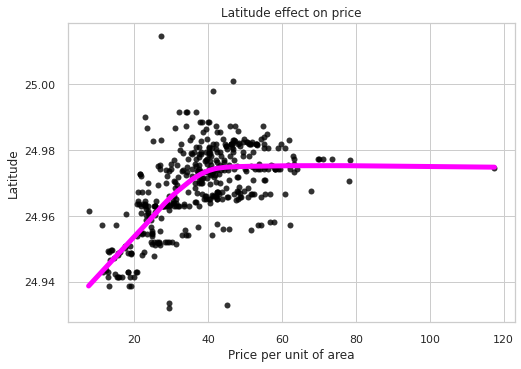 Latitude effect on price
25.00
24.98
24.96
24.94
Latitude
20 40 60 80 100 120
Price per unit of area